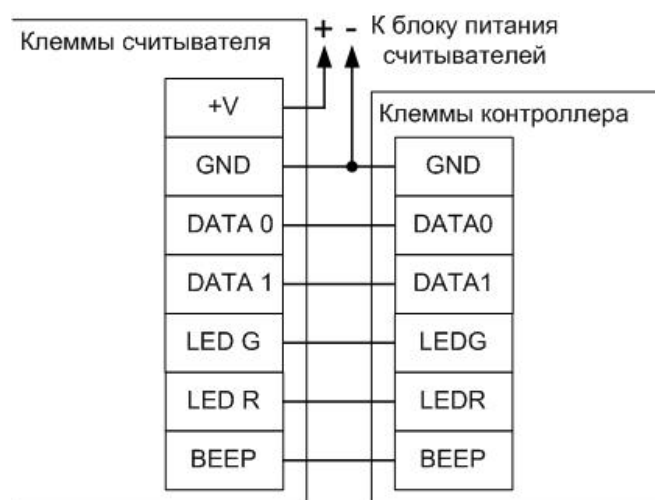 Клеммы считывателя
+ - К блоку питания
считывателей
Клеммы контроллера
+V
GND
GND
DATA 0
DATA0
DATA 1
DATA1
LED G
LEDG
LED R
LEDR
BEEP
BEEP